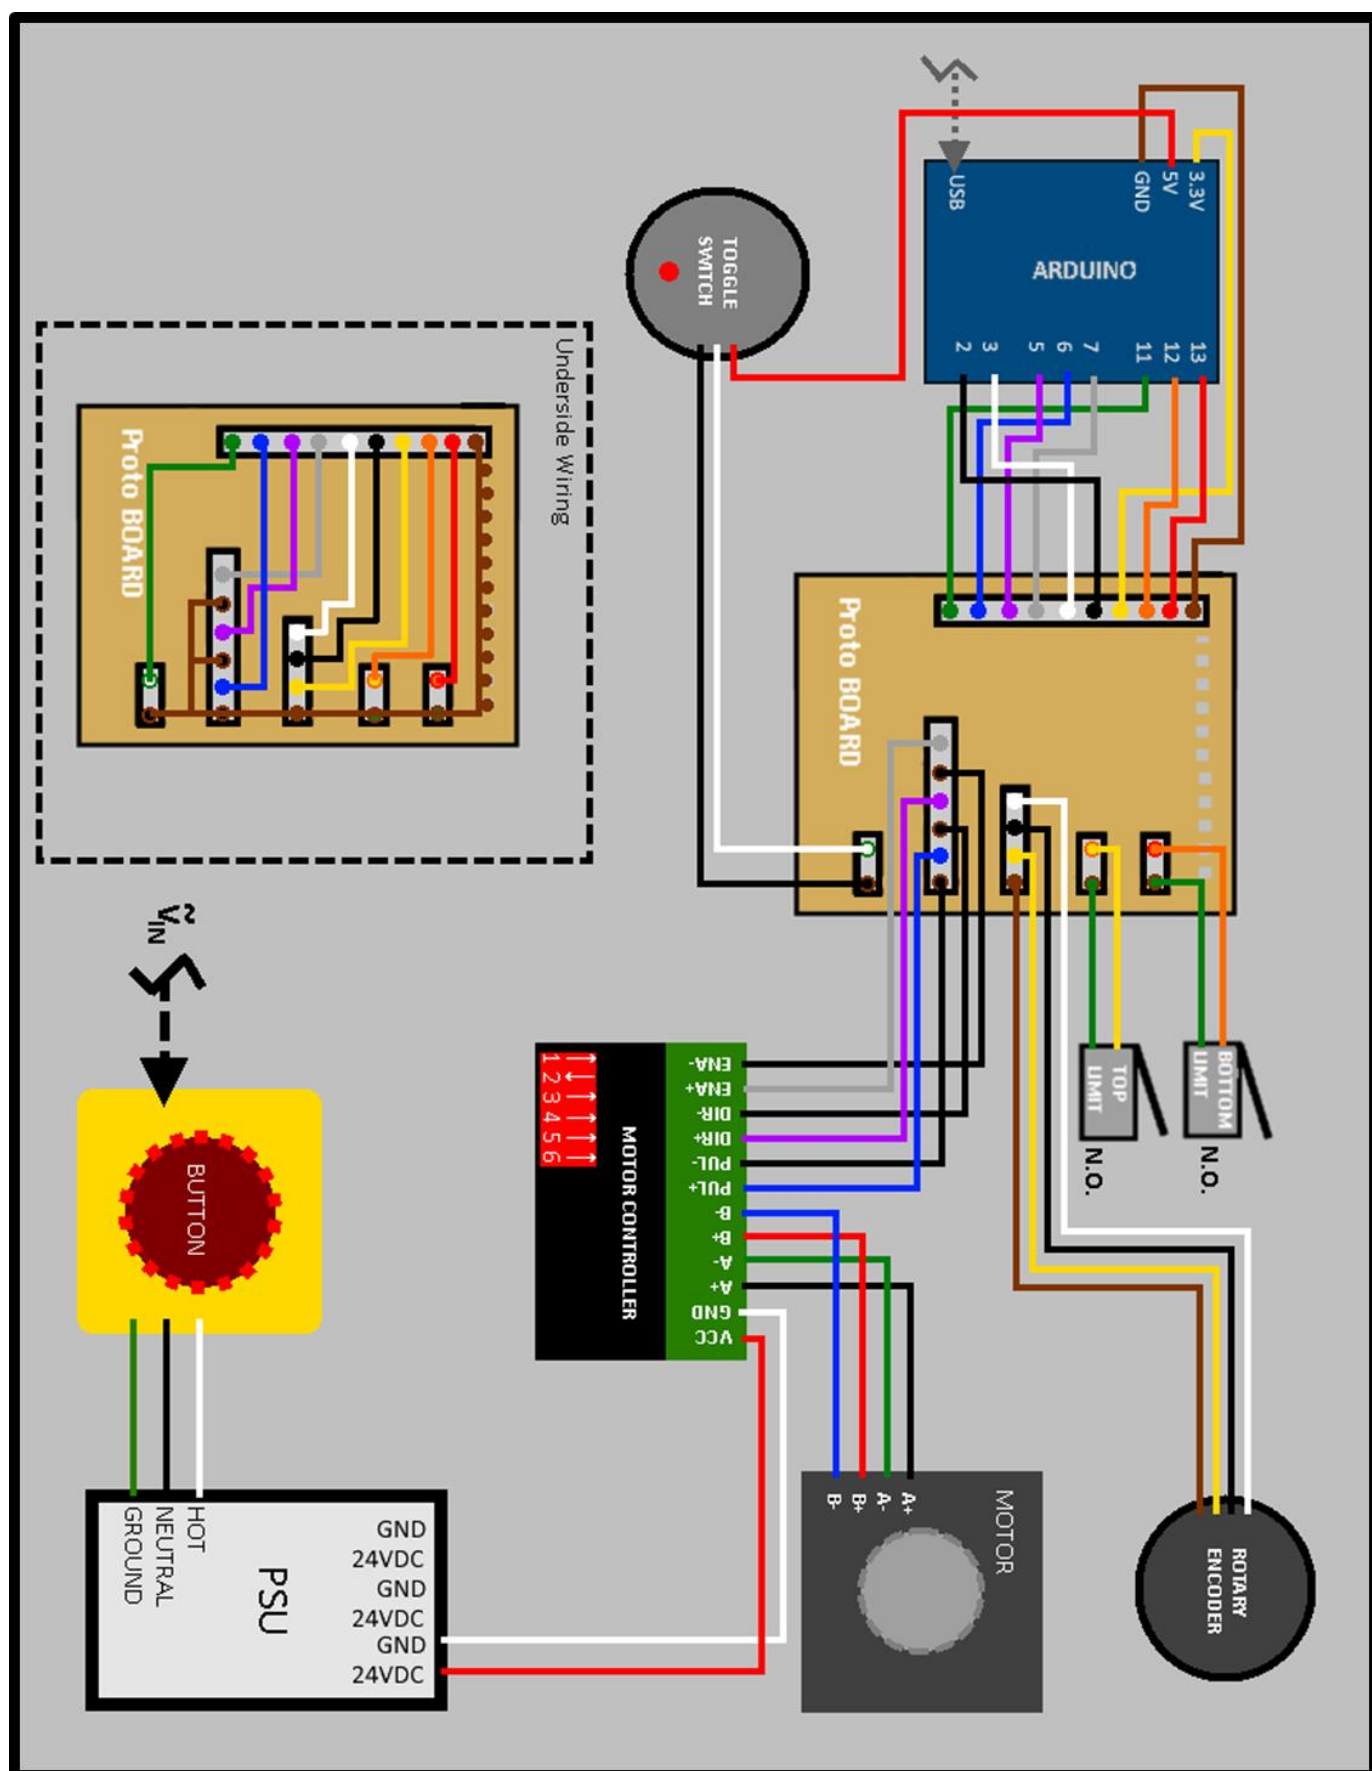 USB
GND
5V
3.3V
ARDUINO
2
3
5
6
7
11
12
13
TOGGLE
SWITCH
Underside Wiring
Proto BOARD
Proto BOARD
~
VIN
BUTTON
1
2
3
4
5
6
MOTOR CONTROLLER
ENA-
ENA+
DIR-
DIR+
PUL-
PUL+
B-
B+
A-
A+
GND
VCC
TOP
LIMIT
N.O.
BOTTOM
LIMIT
N.O.
HOT
NEUTRAL
GROUND
PSU
GND
24VDC
GND
24VDC
GND
24VDC
MOTOR
B-
B+
A-
A+
ROTARY
ENCODER